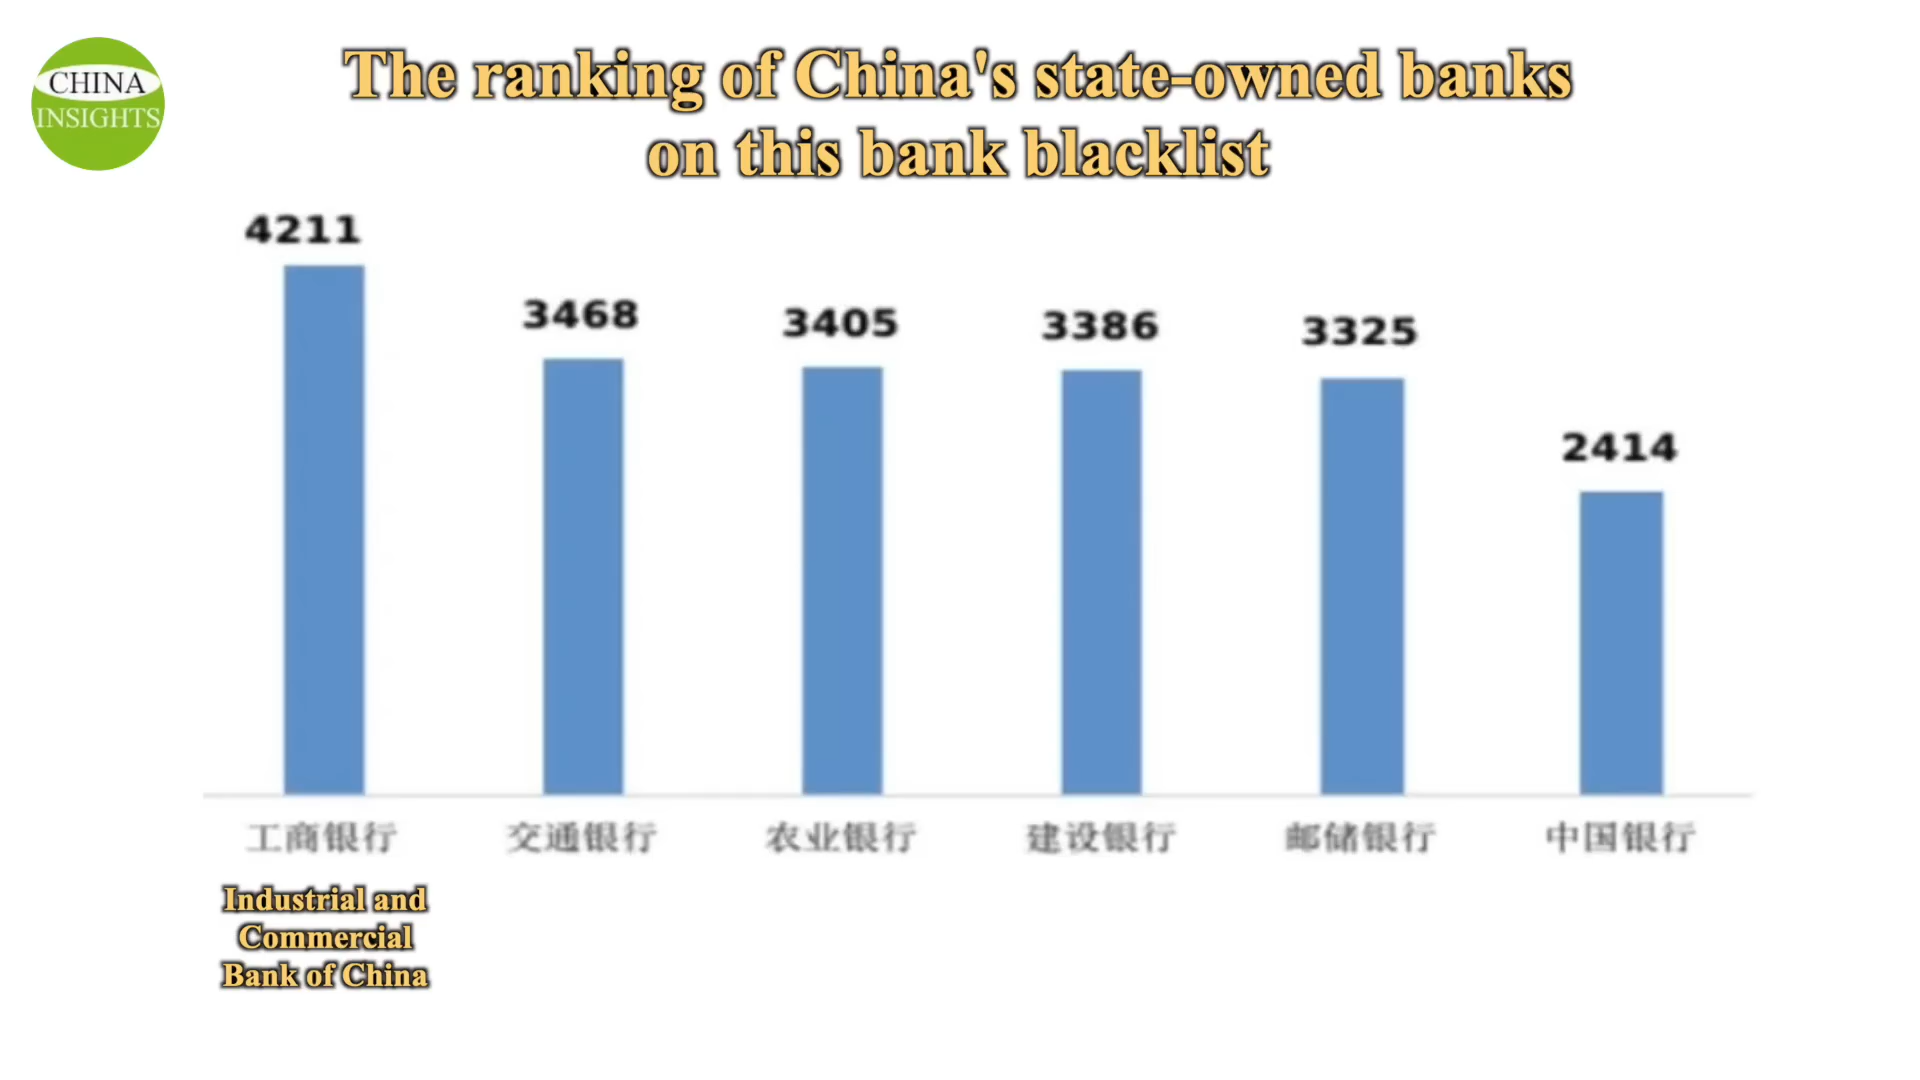 CHINA
INSIGHTS
The ranking of China's state-owned banks
on this bank blacklist
4211
3468
3405
3386
3325
2414
工商银行
交通银行
农业银行
建设银行
邮储银行
中国银行
Industrial and
Commercial
Bank of China